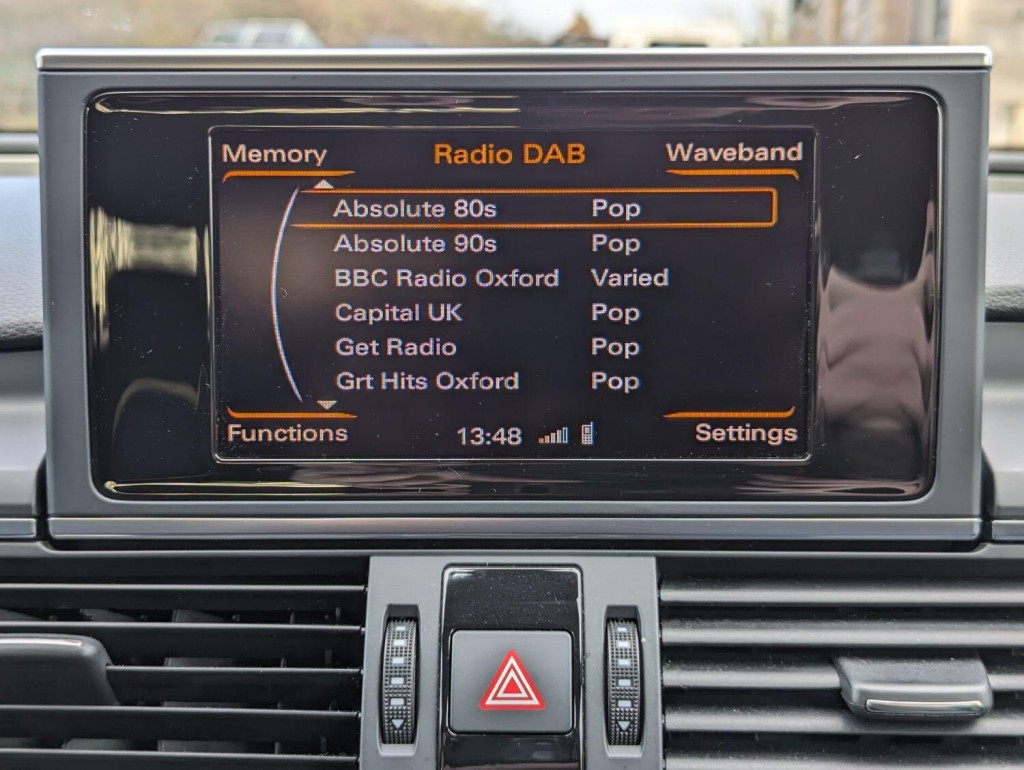 Memory Radio DAB Waveband
Absolute 80s Pop
Absolute 90s Pop
BBC Radio Oxford Varied
Capital UK Pop
Get Radio Pop
Grt Hits Oxford Pop
Functions 13:48 Settings